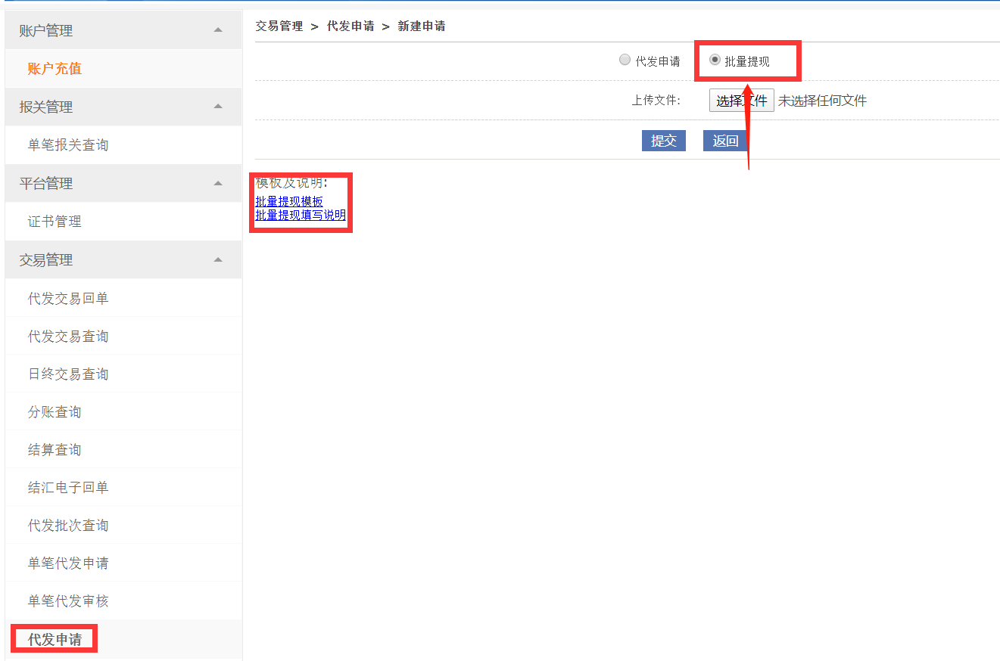 账户管理
账户充值
报关管理
单笔报关查询
平台管理
证书管理
交易管理
代发交易回单
代发交易查询
日终交易查询
分账查询
结算查询
结汇电子回单
代发批次查询
单笔代发申请
单笔代发审核
代发申请
交易管理 > 代发申请 > 新建申请
代发申请 批量提现
上传文件: 选择文件 未选择任何文件
提交 返回
模板及说明:
批量提现模板
批量提现填写说明